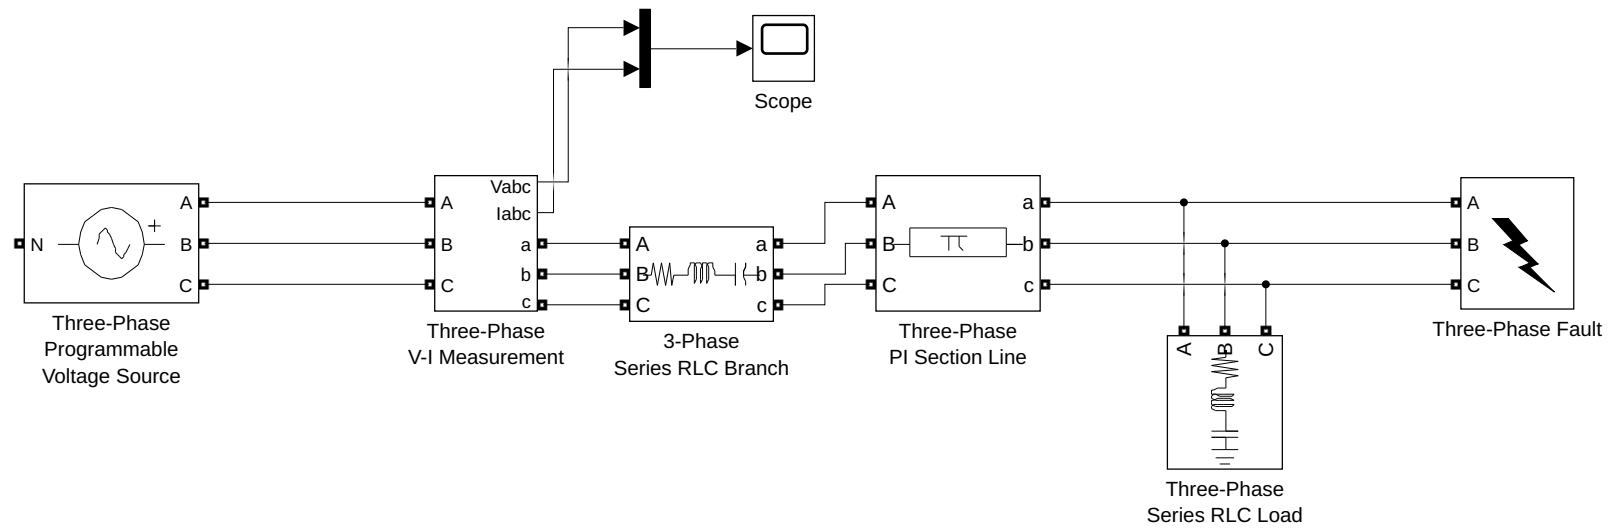 Scope
N
A
B
C
+
Three-Phase
Programmable
Voltage Source
A
B
C
Vabc
Iabc
a
b
c
Three-Phase
V-I Measurement
A
B
C
a
b
c
3-Phase
Series RLC Branch
A
B
C
π
a
b
c
Three-Phase
PI Section Line
A
B
C
Three-Phase
Series RLC Load
A
B
C
Three-Phase Fault